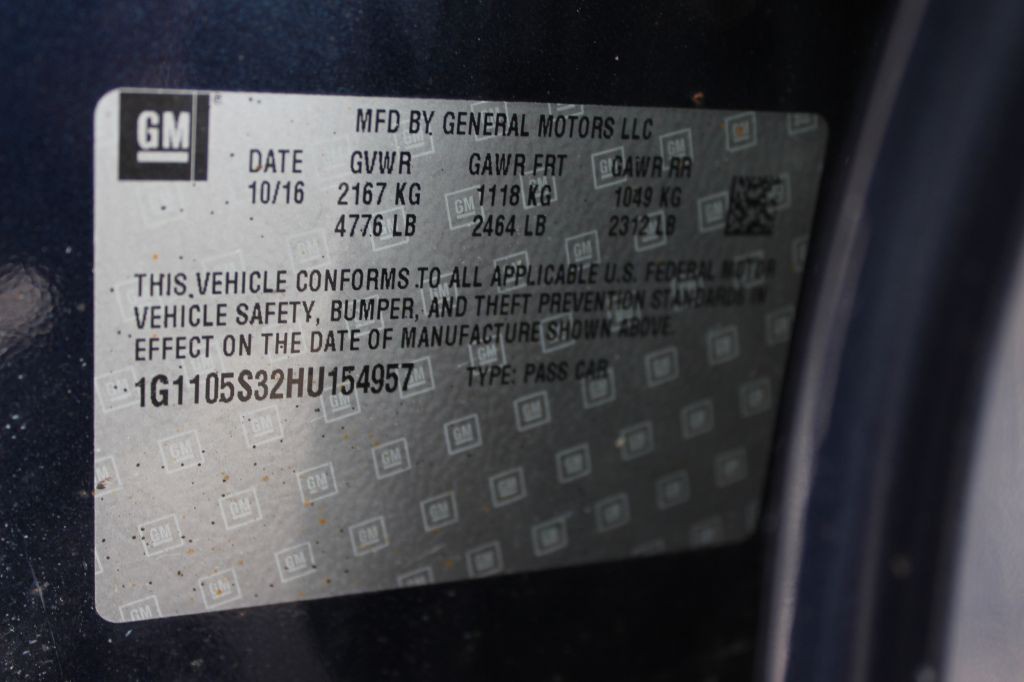 GM
MFD BY GENERAL MOTORS LLC
DATE GVWR GAWR FRT GAWR RR
10/16 2167 KG 1118 KG 1049 KG
4776 LB 2464 LB 2312 LB
THIS VEHICLE CONFORMS TO ALL APPLICABLE U.S. FEDERAL MOTOR
VEHICLE SAFETY, BUMPER, AND THEFT PREVENTION STANDARDS IN
EFFECT ON THE DATE OF MANUFACTURE SHOWN ABOVE.
1G1105S32HU154957 TYPE: PASS CAR